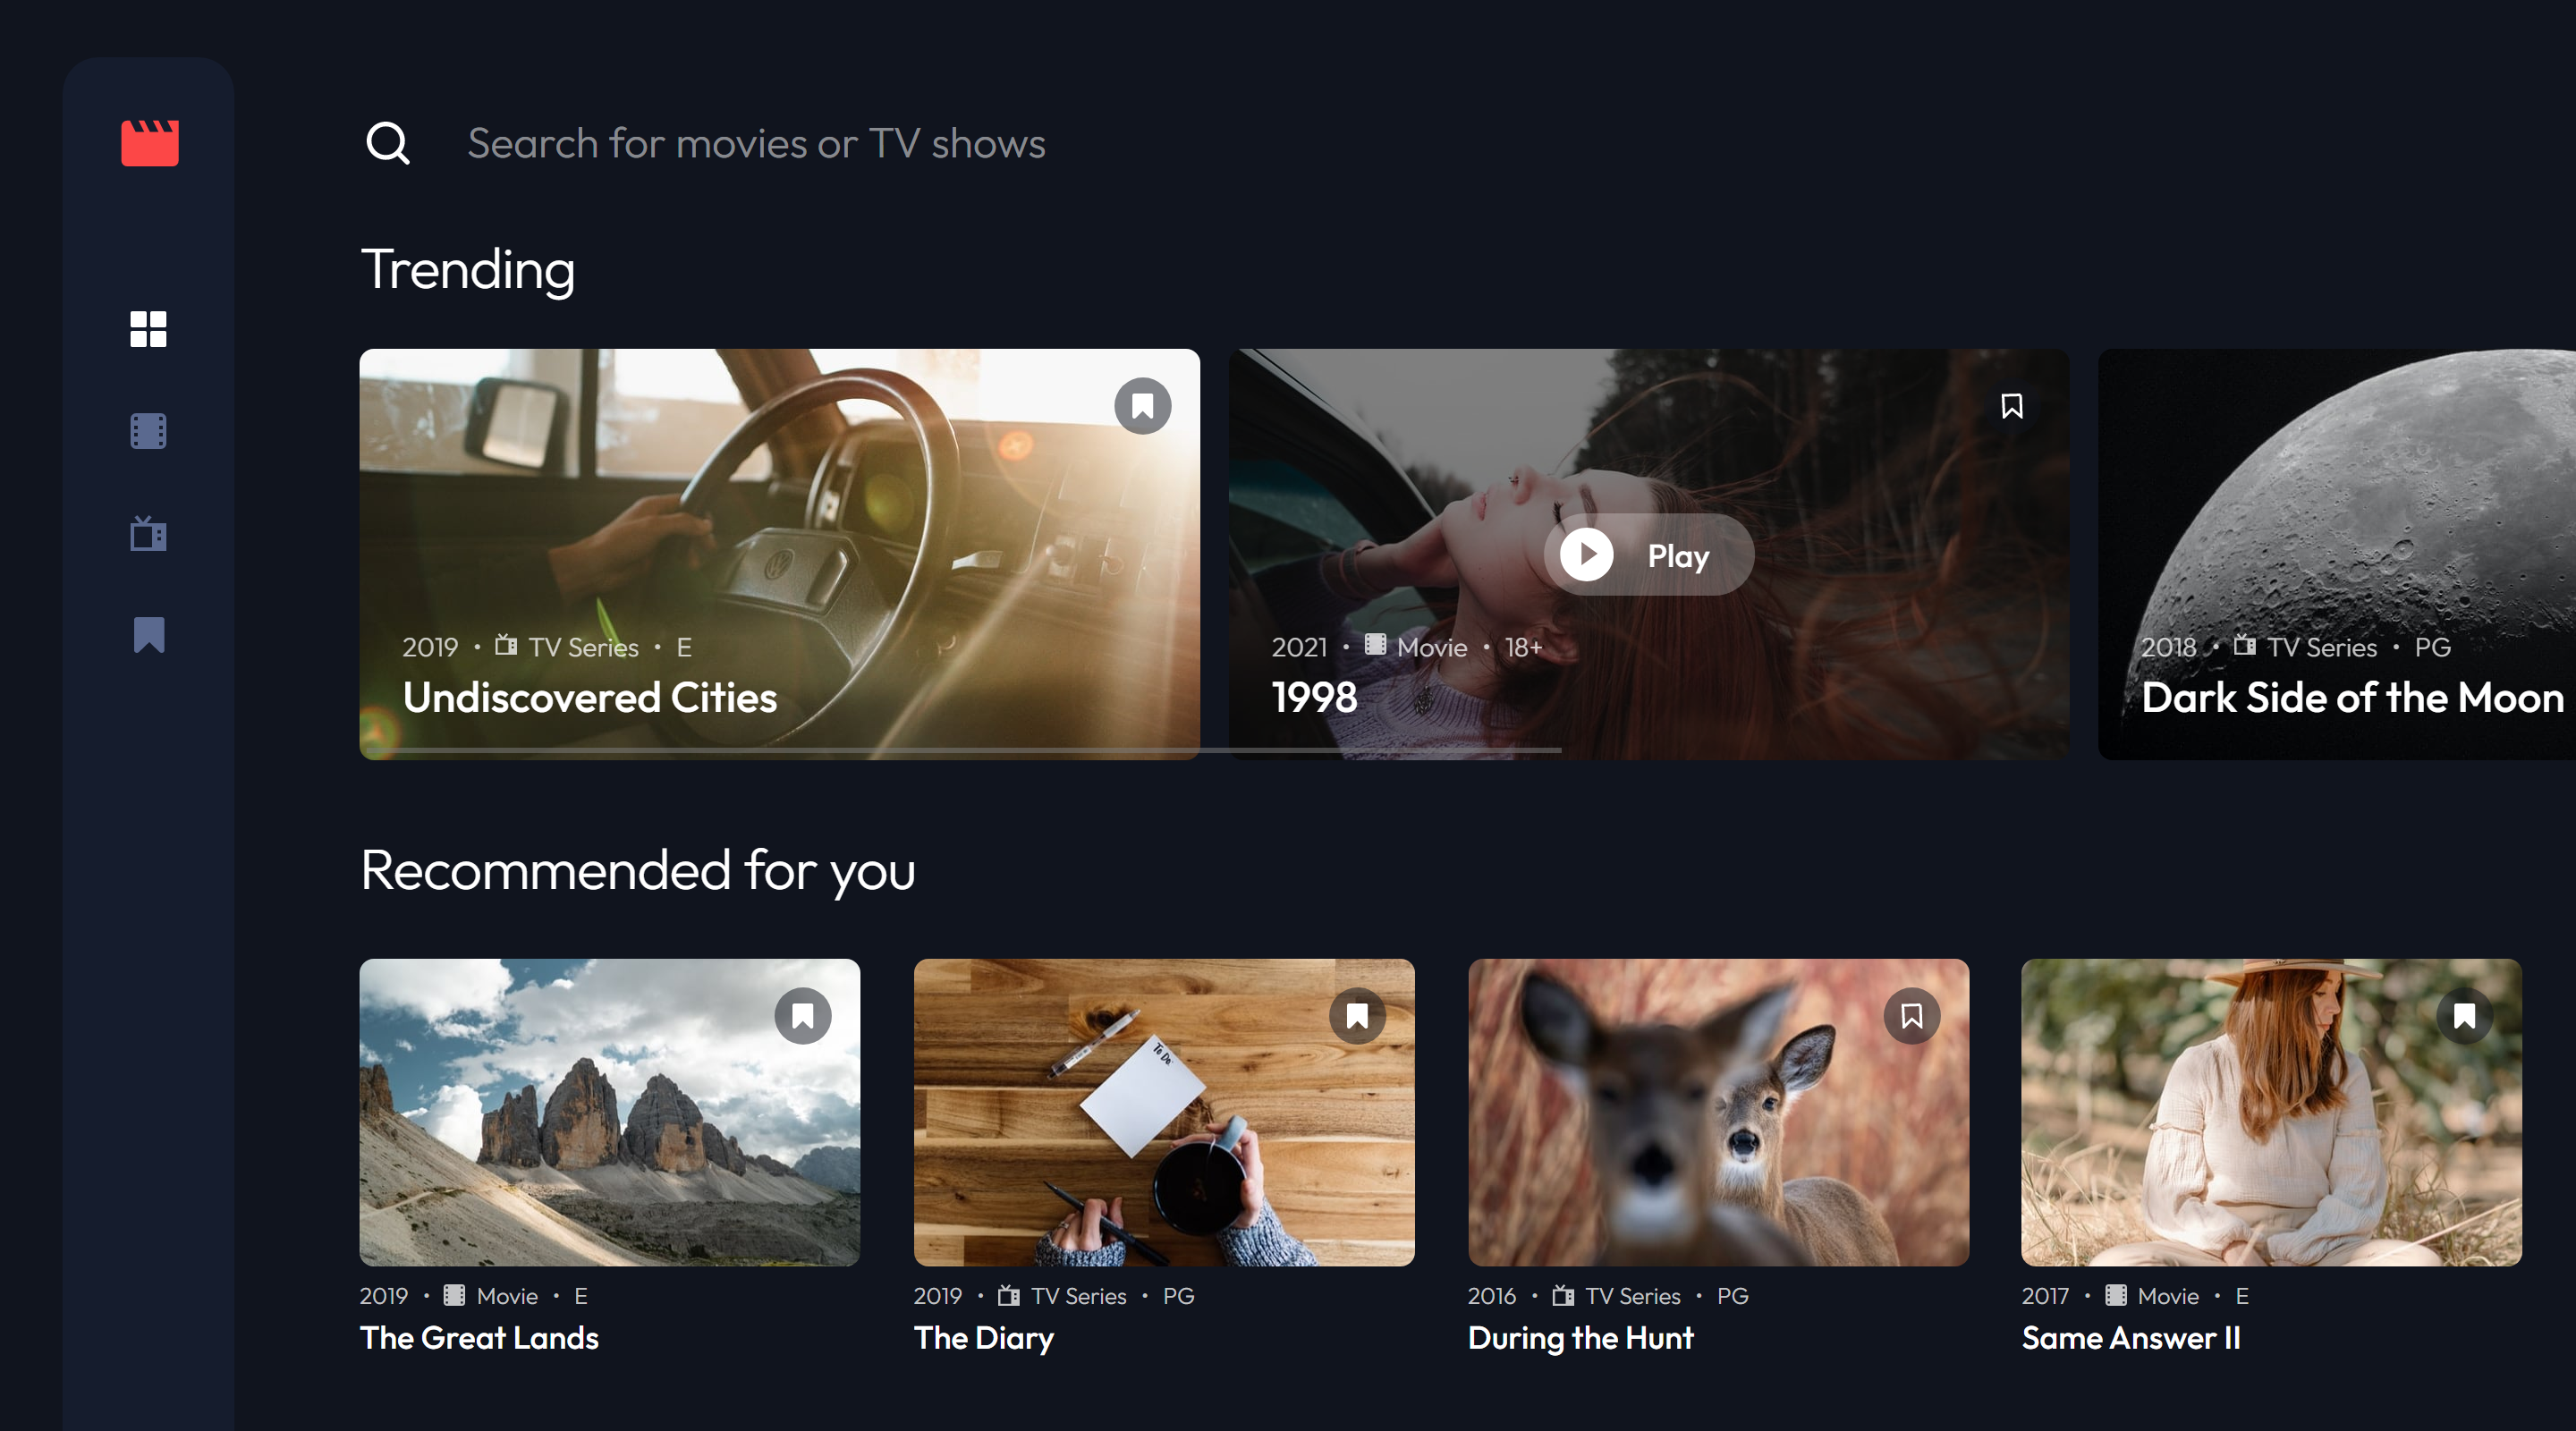 Search for movies or TV shows
Trending
2019 • TV Series • E
Undiscovered Cities
Play
2021 • Movie • 18+
1998
2018 • TV Series • PG
Dark Side of the Moon
Recommended for you
To Do
2019 • Movie • E
The Great Lands
2019 • TV Series • PG
The Diary
2016 • TV Series • PG
During the Hunt
2017 • Movie • E
Same Answer II